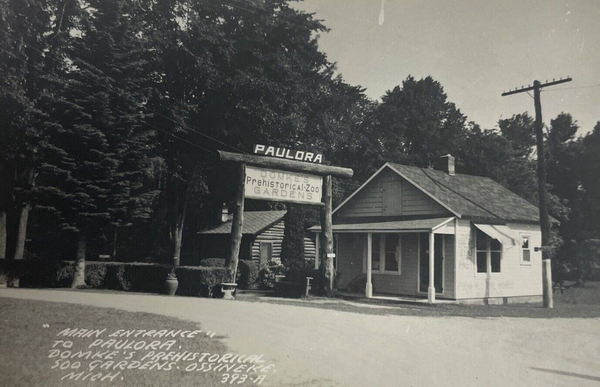 PAULORA
DOMKE'S
Prehistorical-Zoo
GARDENS
"MAIN ENTRANCE"
TO PAULORA.
DOMKE'S PREHISTORICAL
ZOO GARDENS. OSSINEKE.
MICH. 393-A.